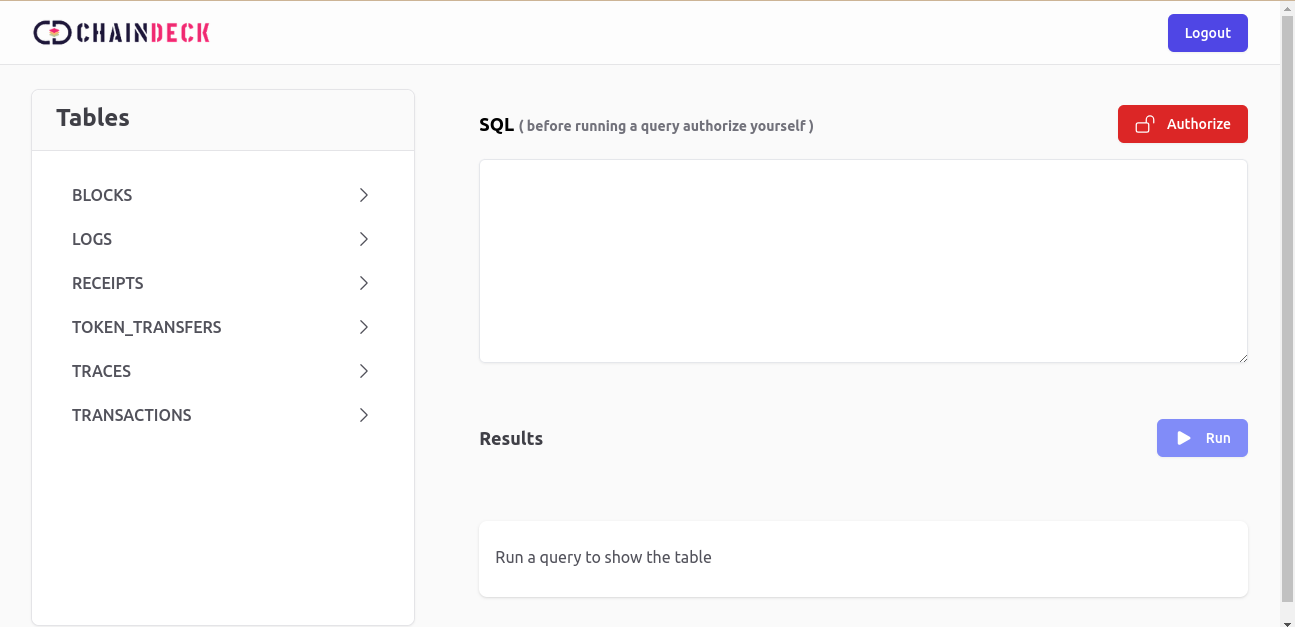 CD CHAINDECK
Logout
Tables
BLOCKS
LOGS
RECEIPTS
TOKEN_TRANSFERS
TRACES
TRANSACTIONS
SQL ( before running a query authorize yourself )
Authorize
Results
Run
Run a query to show the table